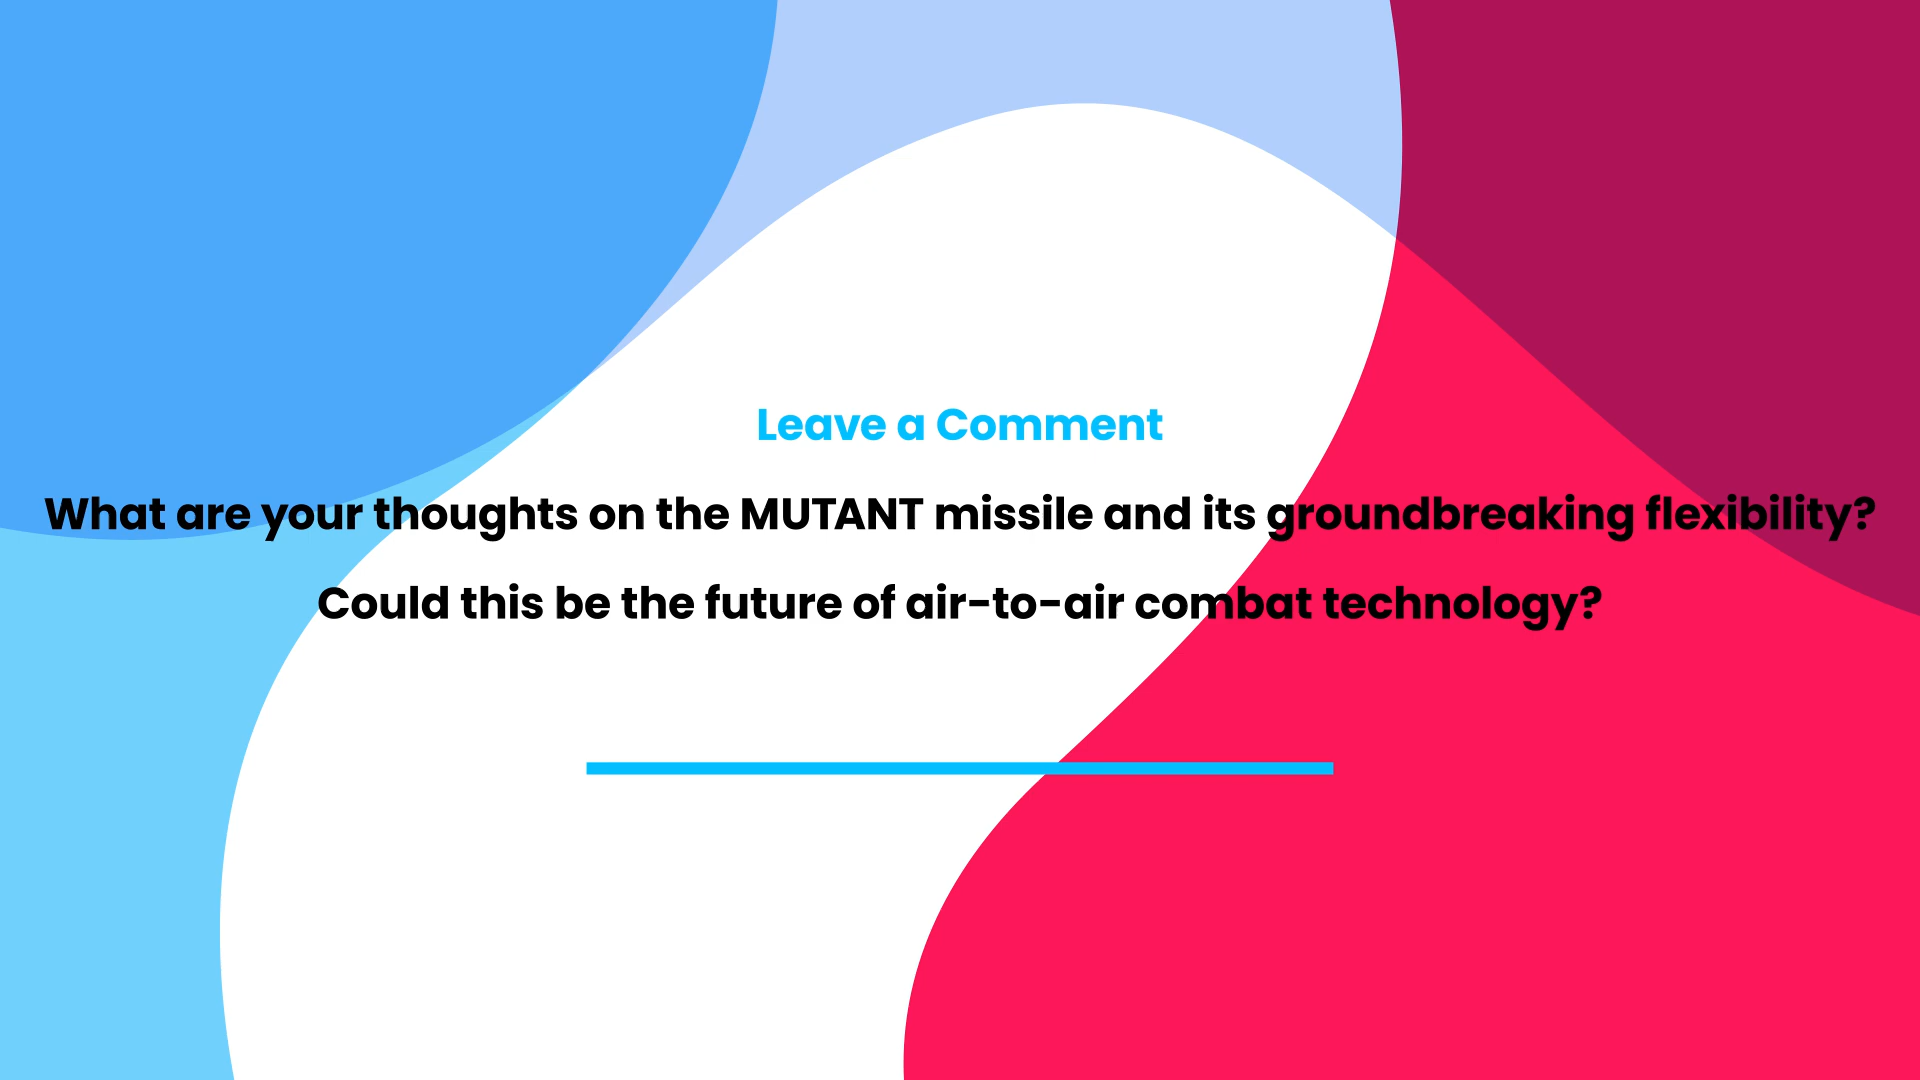 Leave a Comment
What are your thoughts on the MUTANT missile and its groundbreaking flexibility?
Could this be the future of air-to-air combat technology?